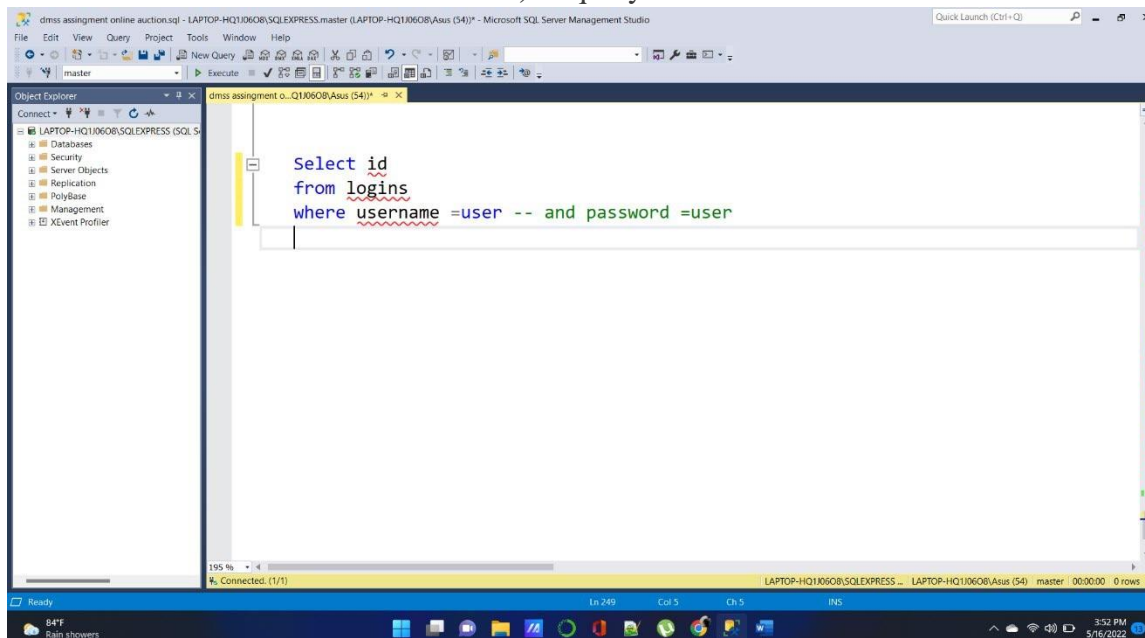 dmss assingment online auction.sql - LAPTOP-HQ1J06O8\SQLEXPRESS.master (LAPTOP-HQ1J06O8\Asus (54))* - Microsoft SQL Server Management Studio
Quick Launch (Ctrl+Q)
File Edit View Query Project Tools Window Help
New Query
master
Execute
Object Explorer
dmss assingment o...Q1J06O8\Asus (54))*
Connect
LAPTOP-HQ1J06O8\SQLEXPRESS (SQL S
Databases
Security
Server Objects
Replication
PolyBase
Management
XEvent Profiler
Select id
from logins
where username =user -- and password =user
195 %
Connected. (1/1)
LAPTOP-HQ1J06O8\SQLEXPRESS ... LAPTOP-HQ1J06O8\Asus (54) master 00:00:00 0 rows
Ready
Ln 249 Col 5 Ch 5 INS
84°F
Rain showers
3:52 PM
5/16/2022